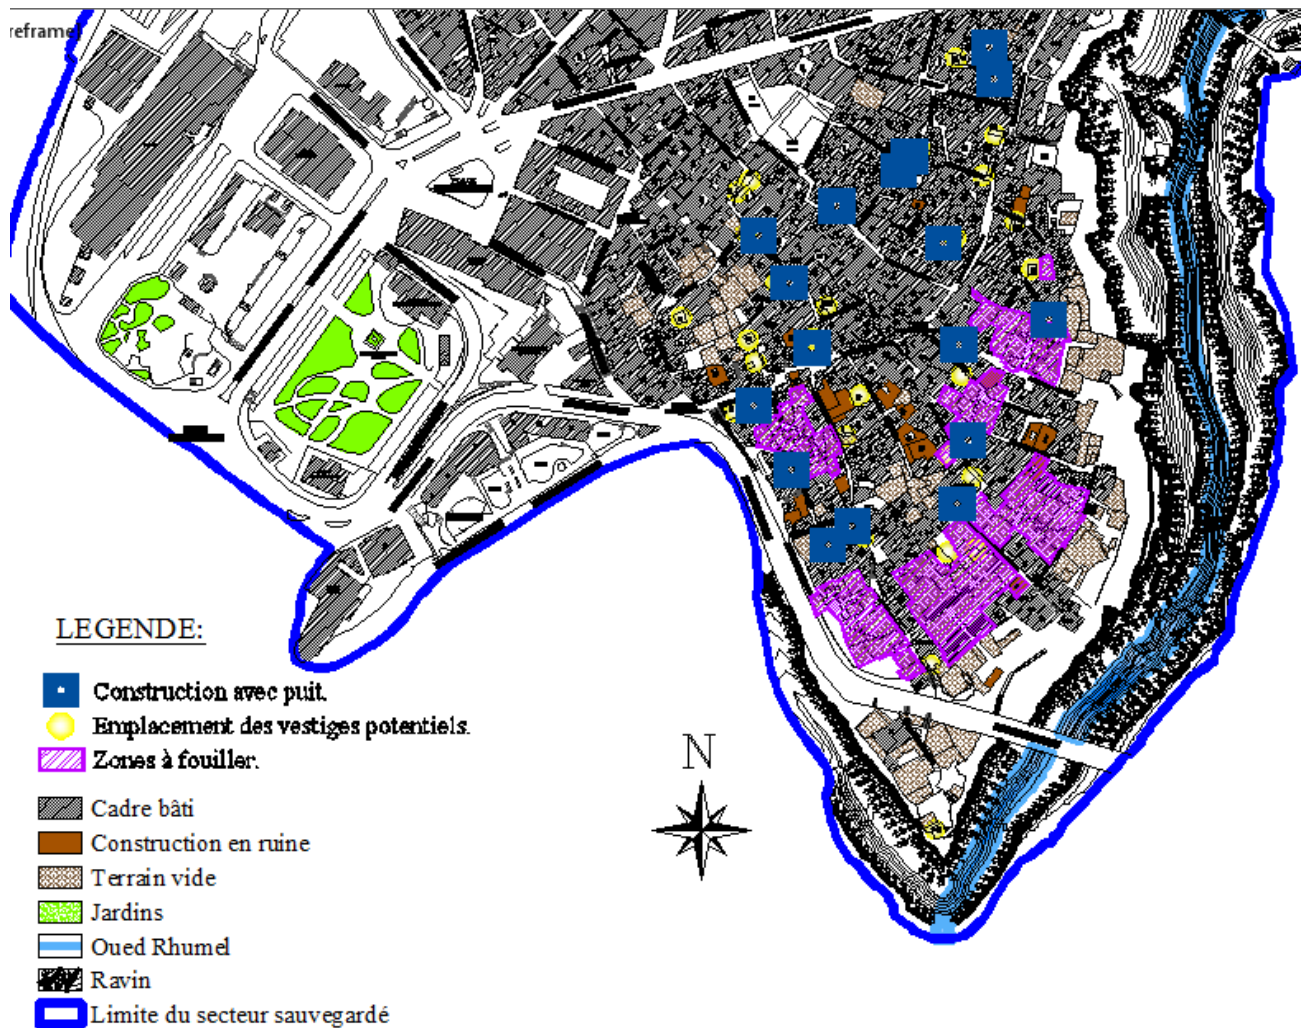 reframe]
LEGENDE:
Construction avec puit.
Emplacement des vestiges potentiels.
Zones à fouiller.
N
Cadre bâti
Construction en ruine
Terrain vide
Jardins
Oued Rhumel
Ravin
Limite du secteur sauvegardé